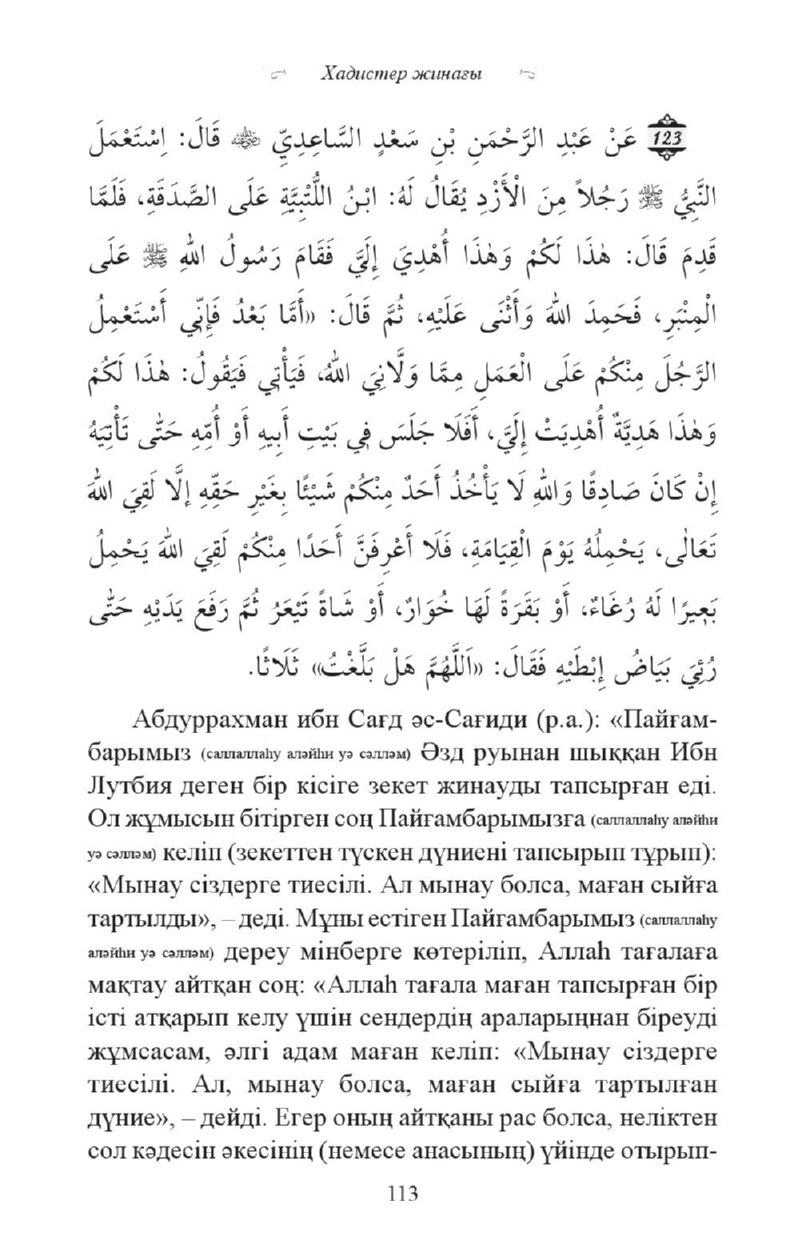 Хадистер жинағы
123 عَنْ عَبْدِ الرَّحْمَنِ بْنِ سَعْدٍ السَّاعِدِيِّ ﵁ قَالَ: اِسْتَعْمَلَ
النَّبِيُّ ﷺ رَجُلاً مِنَ الْأَزْدِ يُقَالُ لَهُ: ابْنُ اللُّتْبِيَّةِ عَلَى الصَّدَقَةِ، فَلَمَّا
قَدِمَ قَالَ: هٰذَا لَكُمْ وَهٰذَا أُهْدِيَ إِلَيَّ فَقَامَ رَسُولُ اللهِ ﷺ عَلَى
الْمِنْبَرِ، فَحَمِدَ اللهَ وَأَثْنَى عَلَيْهِ، ثُمَّ قَالَ: «أَمَّا بَعْدُ فَإِنِّي أَسْتَعْمِلُ
الرَّجُلَ مِنْكُمْ عَلَى الْعَمَلِ مِمَّا وَلَّانِيَ اللهُ، فَيَأْتِي فَيَقُولُ: هٰذَا لَكُمْ
وَهٰذَا هَدِيَّةٌ أُهْدِيَتْ إِلَيَّ، أَفَلَا جَلَسَ فِي بَيْتِ أَبِيهِ أَوْ أُمِّهِ حَتّٰى تَأْتِيَهُ
إِنْ كَانَ صَادِقًا وَاللهِ لَا يَأْخُذُ أَحَدٌ مِنْكُمْ شَيْئًا بِغَيْرِ حَقِّهِ إِلَّا لَقِيَ اللهَ
تَعَالٰى، يَحْمِلُهُ يَوْمَ الْقِيَامَةِ، فَلَا أَعْرِفَنَّ أَحَدًا مِنْكُمْ لَقِيَ اللهَ يَحْمِلُ
بَعِيرًا لَهُ رُغَاءٌ، أَوْ بَقَرَةً لَهَا خُوَارٌ، أَوْ شَاةً تَيْعَرُ ثُمَّ رَفَعَ يَدَيْهِ حَتّٰى
رُئِيَ بَيَاضُ إِبْطَيْهِ فَقَالَ: «اَللّٰهُمَّ هَلْ بَلَّغْتُ» ثَلَاثًا.
Абдуррахман ибн Сағд әс-Сағиди (р.а.): «Пайғам-
барымыз (саллаллаһу аләйһи уә сәлләм) Әзд руынан шыққан Ибн
Лутбия деген бір кісіге зекет жинауды тапсырған еді.
Ол жұмысын бітірген соң Пайғамбарымызға (саллаллаһу аләйһи
уә сәлләм) келіп (зекеттен түскен дүниені тапсырып тұрып):
«Мынау сіздерге тиесілі. Ал мынау болса, маған сыйға
тартылды», – деді. Мұны естіген Пайғамбарымыз (саллаллаһу
аләйһи уә сәлләм) дереу мінберге көтеріліп, Аллаһ тағалаға
мақтау айтқан соң: «Аллаһ тағала маған тапсырған бір
істі атқарып келу үшін сендердің араларыңнан біреуді
жұмсасам, әлгі адам маған келіп: «Мынау сіздерге
тиесілі. Ал, мынау болса, маған сыйға тартылған
дүние», – дейді. Егер оның айтқаны рас болса, неліктен
сол кәдесін әкесінің (немесе анасының) үйінде отырып-
113